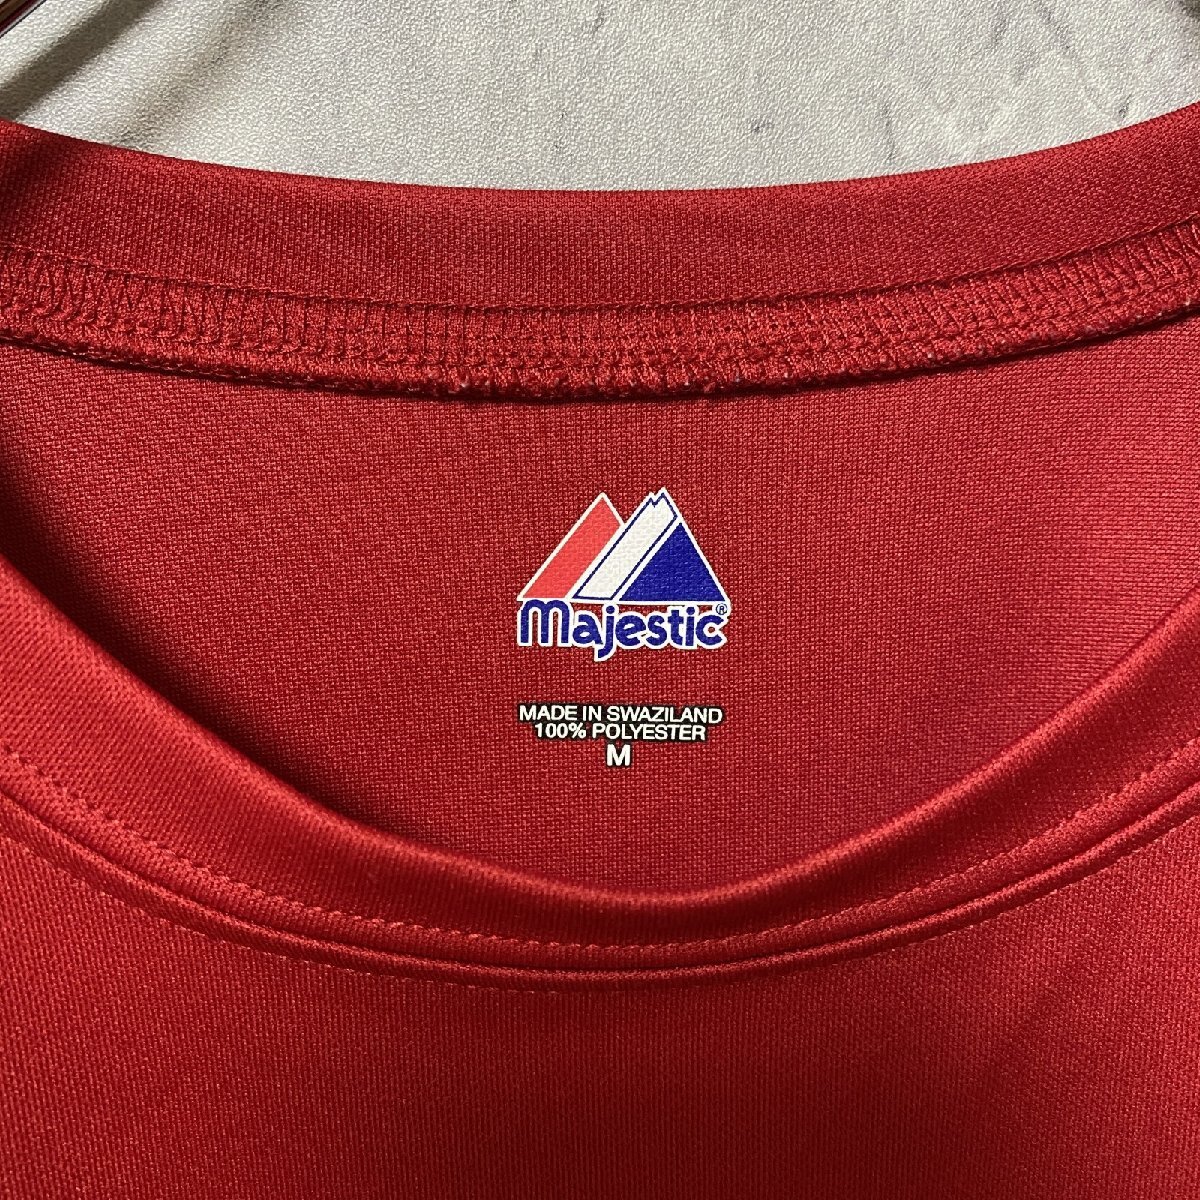 Majestic®
MADE IN SWAZILAND
100% POLYESTER
M